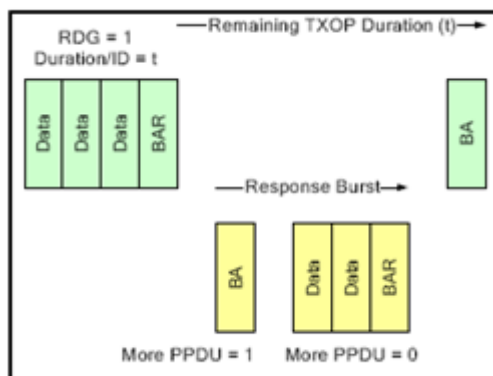 RDG = 1
Duration/ID = t
Remaining TXOP Duration (t)
Data
Data
Data
BAR
BA
Response Burst
BA
Data
Data
BAR
More PPDU = 1
More PPDU = 0